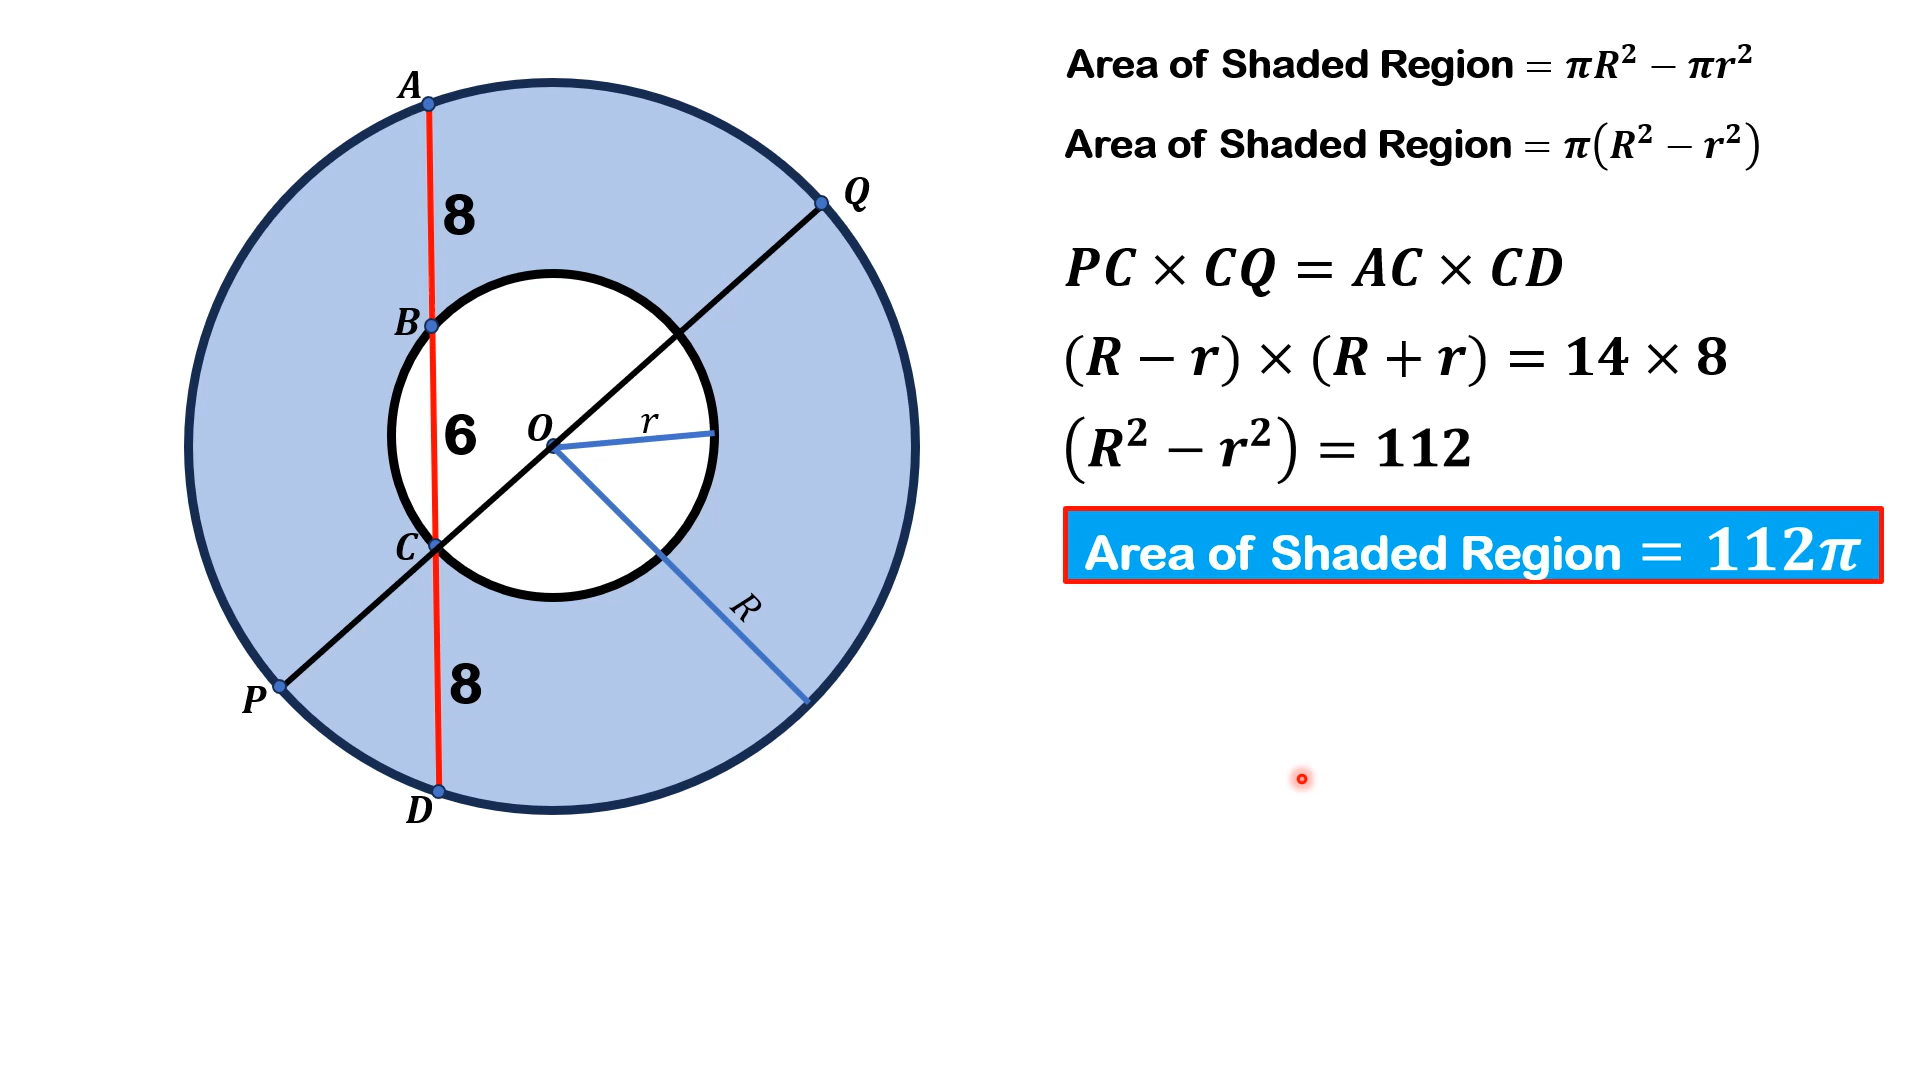 A
Q
8
B
6
O
r
C
R
P
8
D
Area of Shaded Region = πR² − πr²
Area of Shaded Region = π(R² − r²)
PC × CQ = AC × CD
(R − r) × (R + r) = 14 × 8
(R² − r²) = 112
Area of Shaded Region = 112π